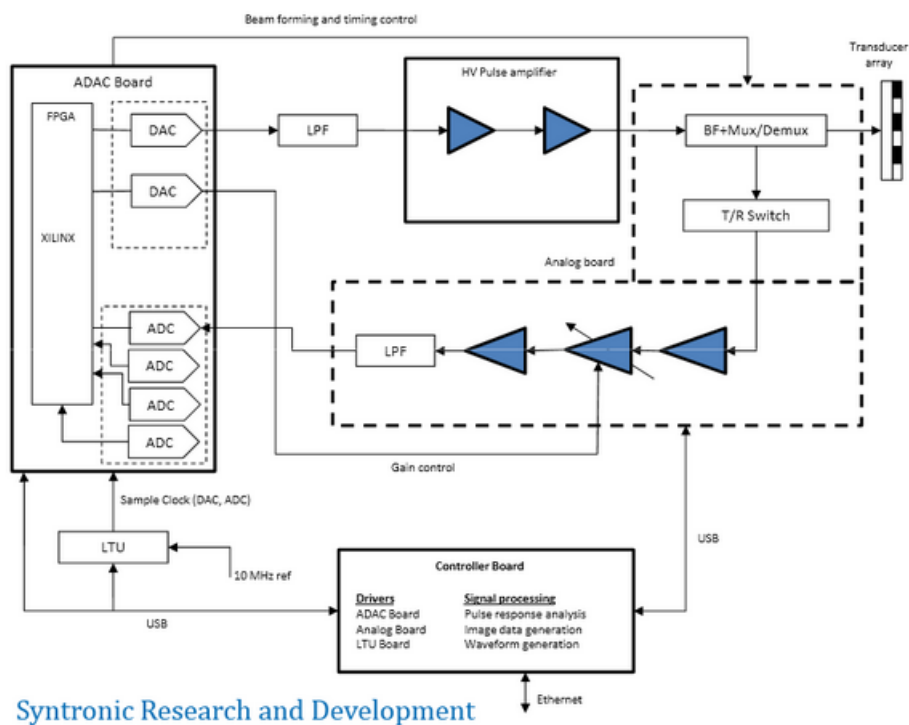 Beam forming and timing control
Transducer
array
ADAC Board
HV Pulse amplifier
FPGA
DAC
LPF
BF+Mux/Demux
DAC
T/R Switch
XILINX
Analog board
ADC
LPF
ADC
ADC
ADC
Gain control
Sample Clock (DAC, ADC)
LTU
10 MHz ref
USB
USB
Controller Board
Drivers
ADAC Board
Analog Board
LTU Board
Signal processing
Pulse response analysis
Image data generation
Waveform generation
Ethernet
Syntronic Research and Development